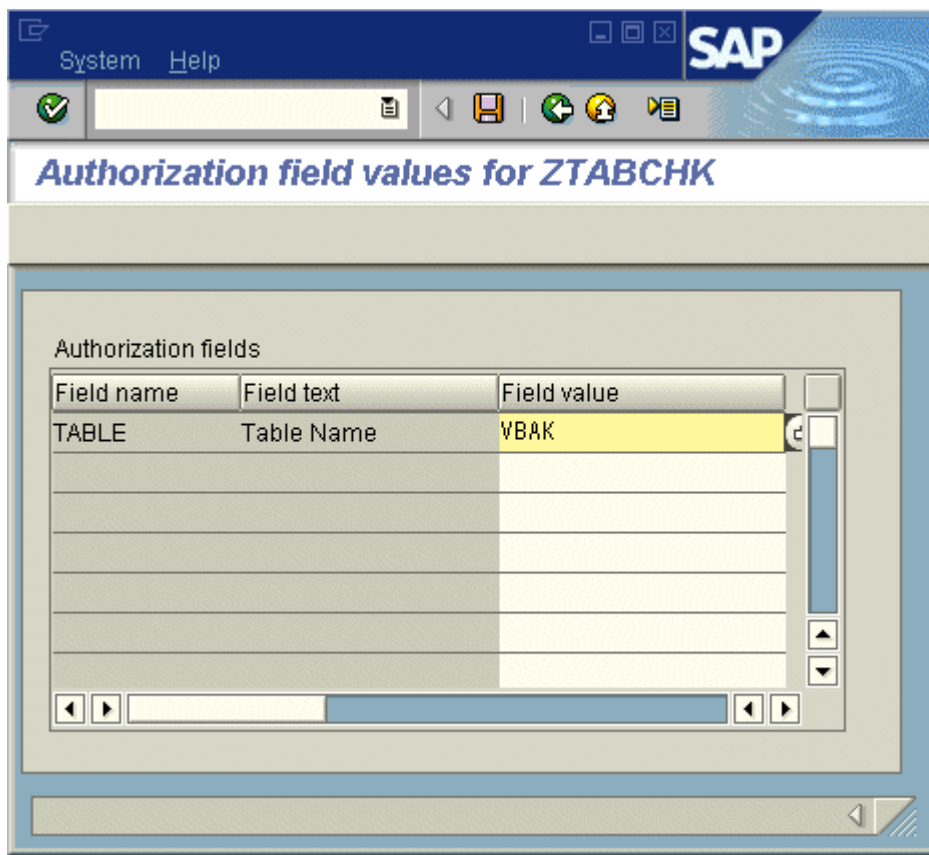 System Help
SAP
Authorization field values for ZTABCHK
Authorization fields
Field name Field text Field value
TABLE Table Name VBAK